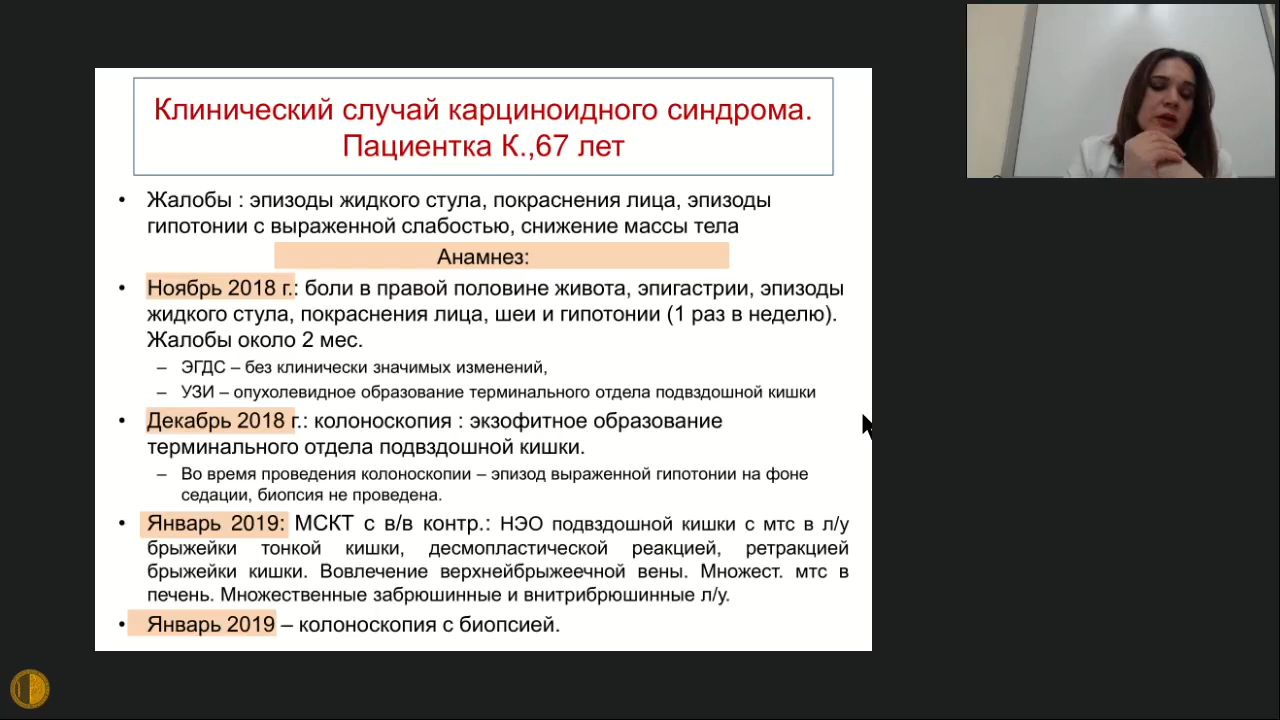 Клинический случай карциноидного синдрома.
Пациентка К.,67 лет
• Жалобы : эпизоды жидкого стула, покраснения лица, эпизоды
гипотонии с выраженной слабостью, снижение массы тела
Анамнез:
• Ноябрь 2018 г.: боли в правой половине живота, эпигастрии, эпизоды
жидкого стула, покраснения лица, шеи и гипотонии (1 раз в неделю).
Жалобы около 2 мес.
– ЭГДС – без клинически значимых изменений,
– УЗИ – опухолевидное образование терминального отдела подвздошной кишки
• Декабрь 2018 г.: колоноскопия : экзофитное образование
терминального отдела подвздошной кишки.
– Во время проведения колоноскопии – эпизод выраженной гипотонии на фоне
седации, биопсия не проведена.
• Январь 2019: МСКТ с в/в контр.: НЭО подвздошной кишки с мтс в л/у
брыжейки тонкой кишки, десмопластической реакцией, ретракцией
брыжейки кишки. Вовлечение верхнейбрыжеечной вены. Множест. мтс в
печень. Множественные забрюшинные и внитрибрюшинные л/у.
• Январь 2019 – колоноскопия с биопсией.